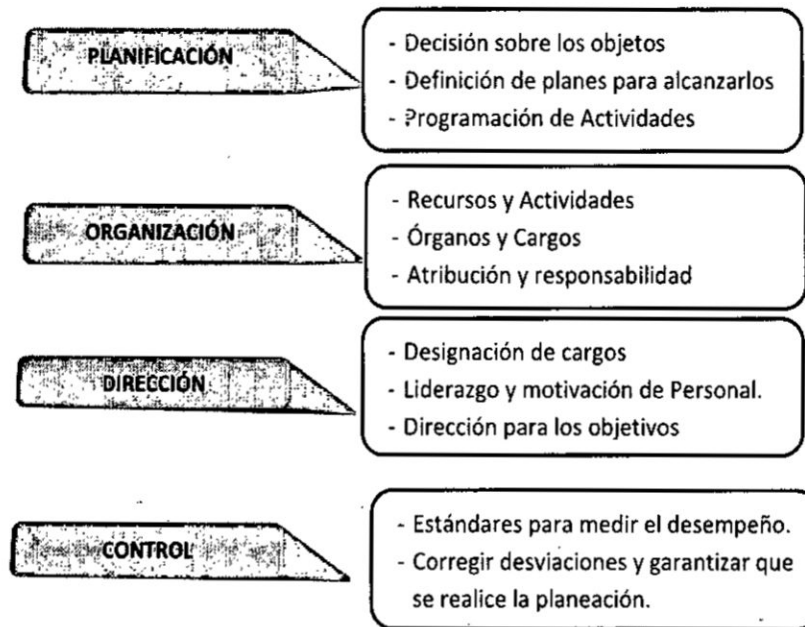 PLANIFICACIÓN
- Decisión sobre los objetos
- Definición de planes para alcanzarlos
- Programación de Actividades
ORGANIZACIÓN
- Recursos y Actividades
- Órganos y Cargos
- Atribución y responsabilidad
DIRECCIÓN
- Designación de cargos
- Liderazgo y motivación de Personal.
- Dirección para los objetivos
CONTROL
- Estándares para medir el desempeño.
- Corregir desviaciones y garantizar que
se realice la planeación.